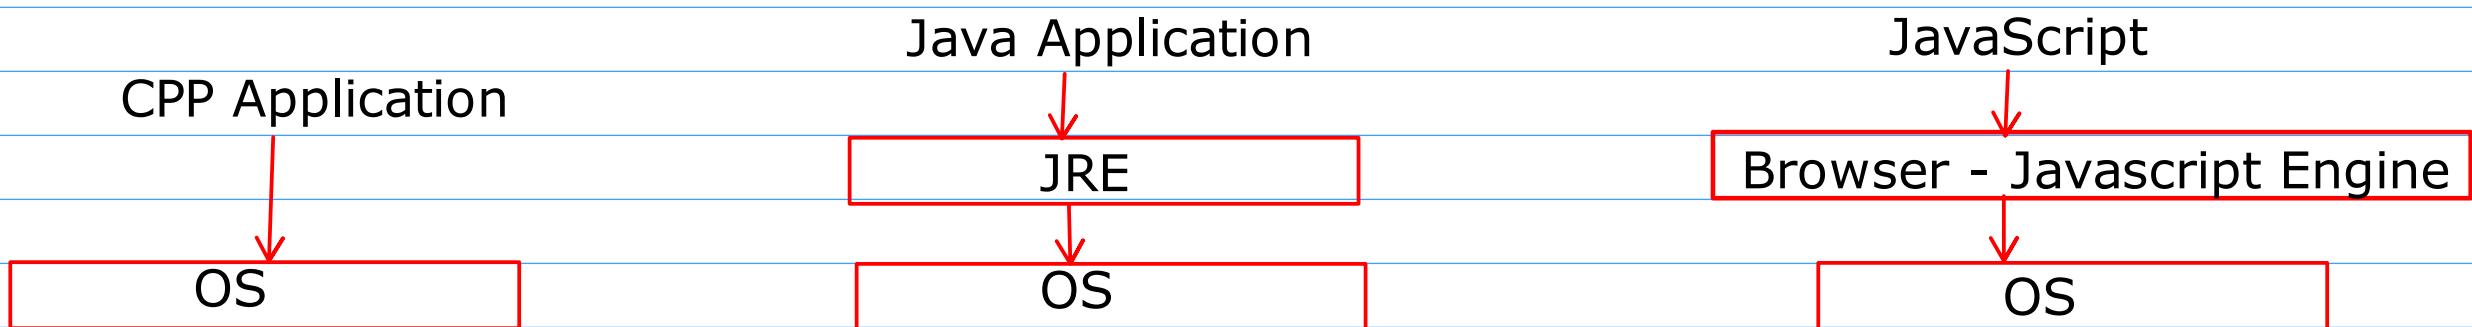 CPP Application
OS
Java Application
JRE
OS
JavaScript
Browser - Javascript Engine
OS